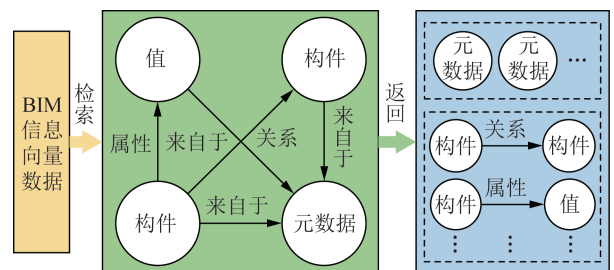 BIM
信息
向量
数据
检索
值
构件
属性
来自于
关系
来自于
构件
来自于
元数据
返回
元
数据
元
数据
…
构件
关系
构件
构件
属性
值
⋮
⋮
⋮